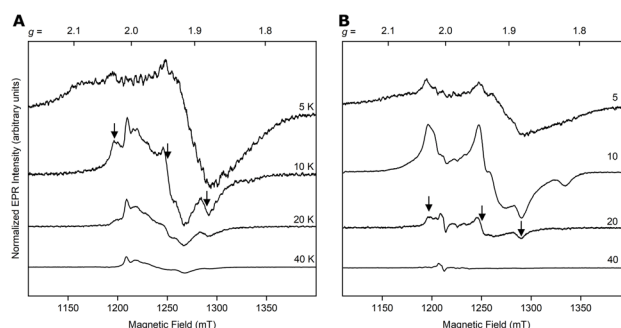 A
g = 2.1 2.0 1.9 1.8
5 K
10 K
20 K
40 K
Normalized EPR Intensity (arbitrary units)
1150 1200 1250 1300 1350
Magnetic Field (mT)
B
g = 2.1 2.0 1.9 1.8
5
10
20
40
1150 1200 1250 1300 1350
Magnetic Field (mT)